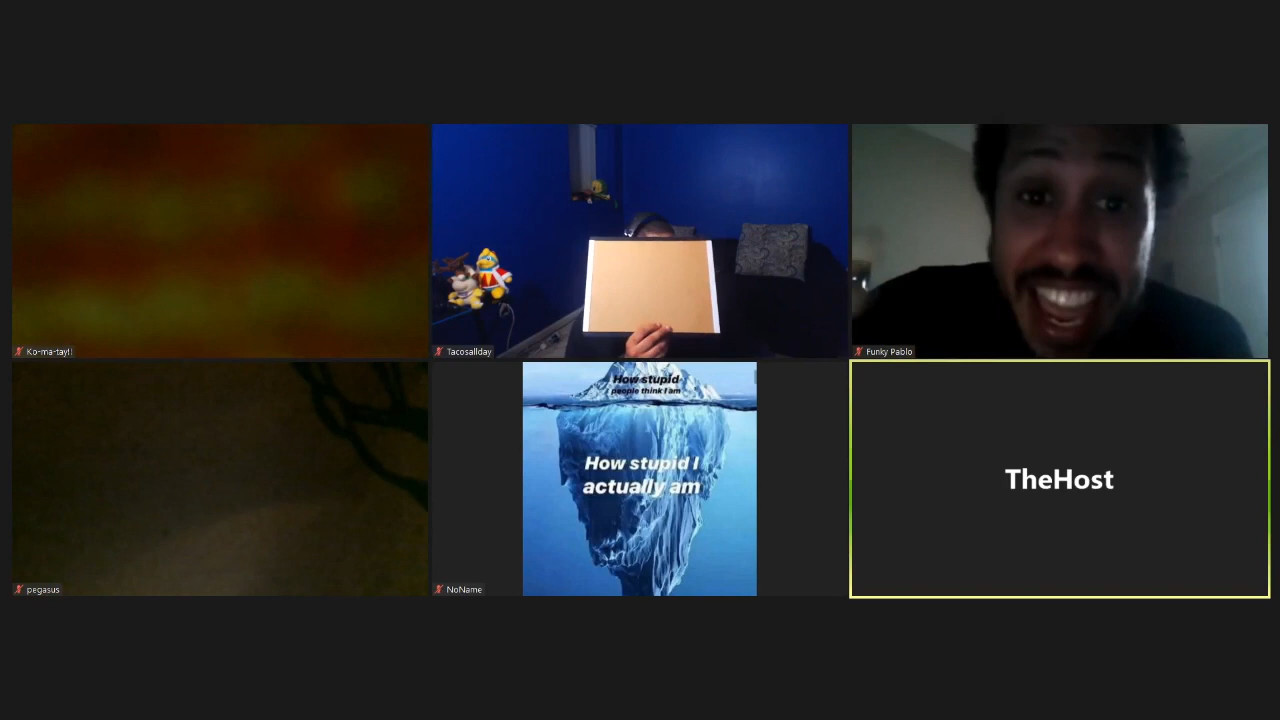 Ko-ma-tay!!
Tacosallday
Funky Pablo
pegasus
How stupid
people think I am
How stupid I
actually am
NoName
TheHost